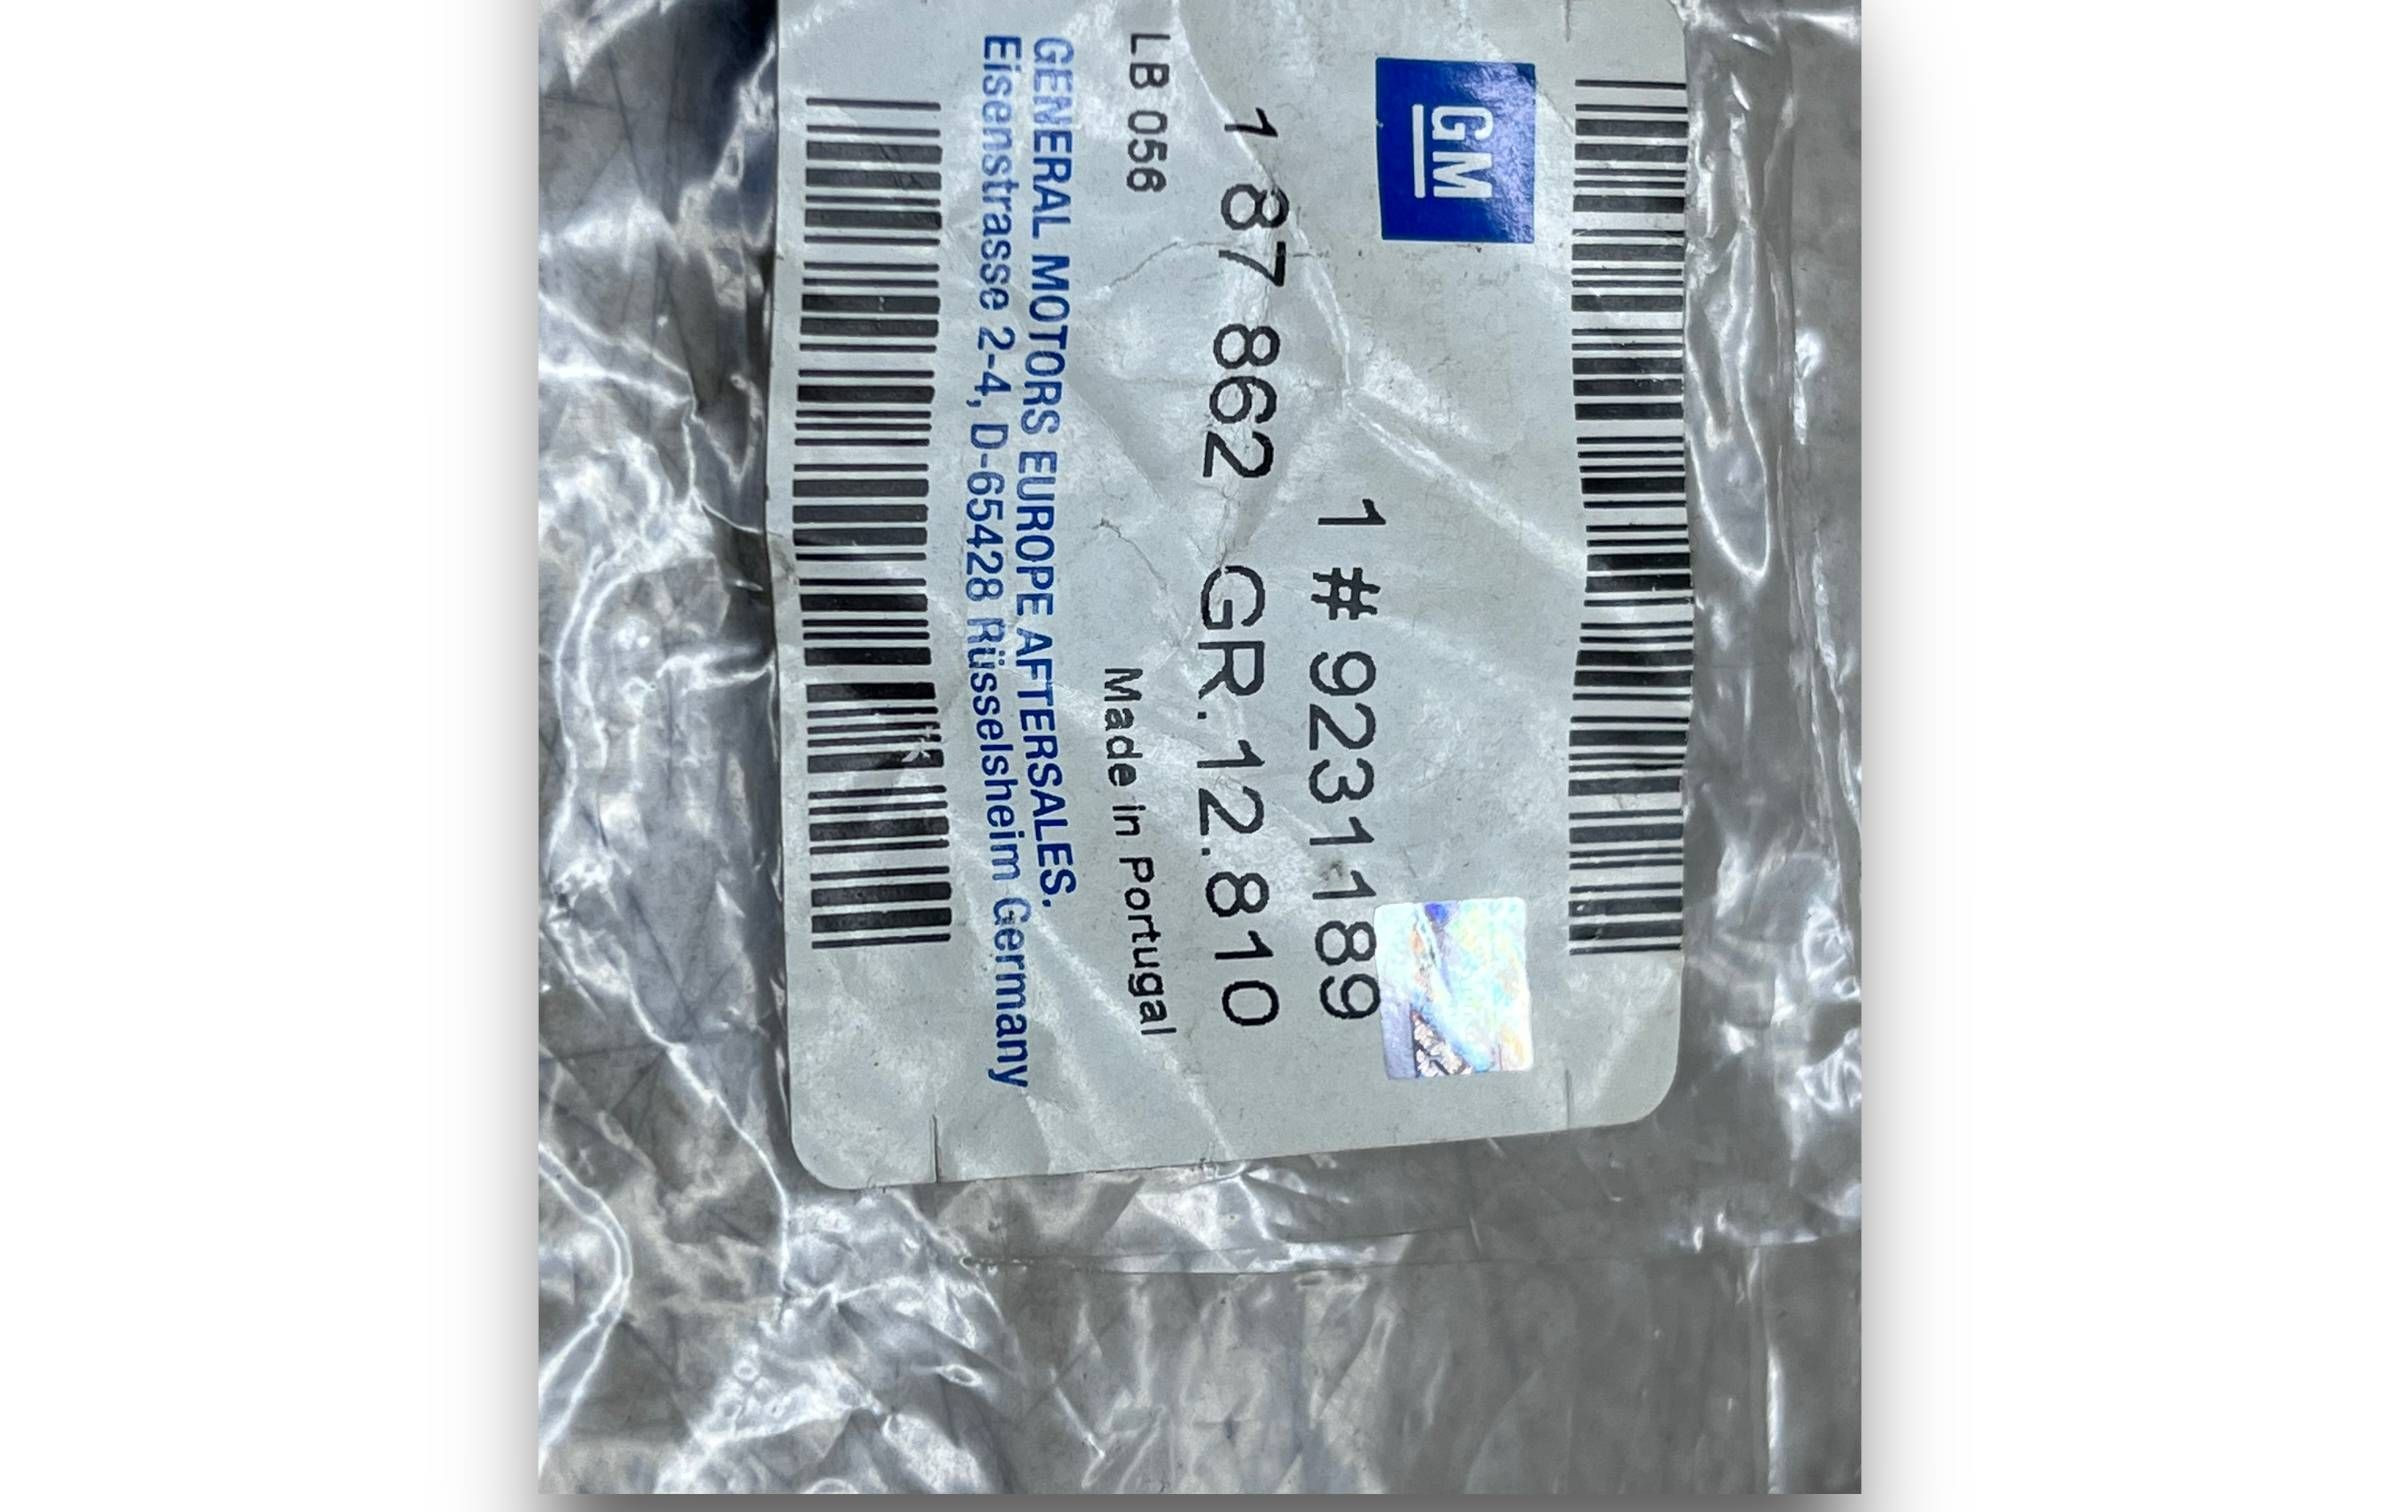 GM
1 # 9231189
1 87 862 GR.12.810
LB 056
Made in Portugal
GENERAL MOTORS EUROPE AFTERSALES.
Eisenstrasse 2-4, D-65428 Rüsselsheim Germany